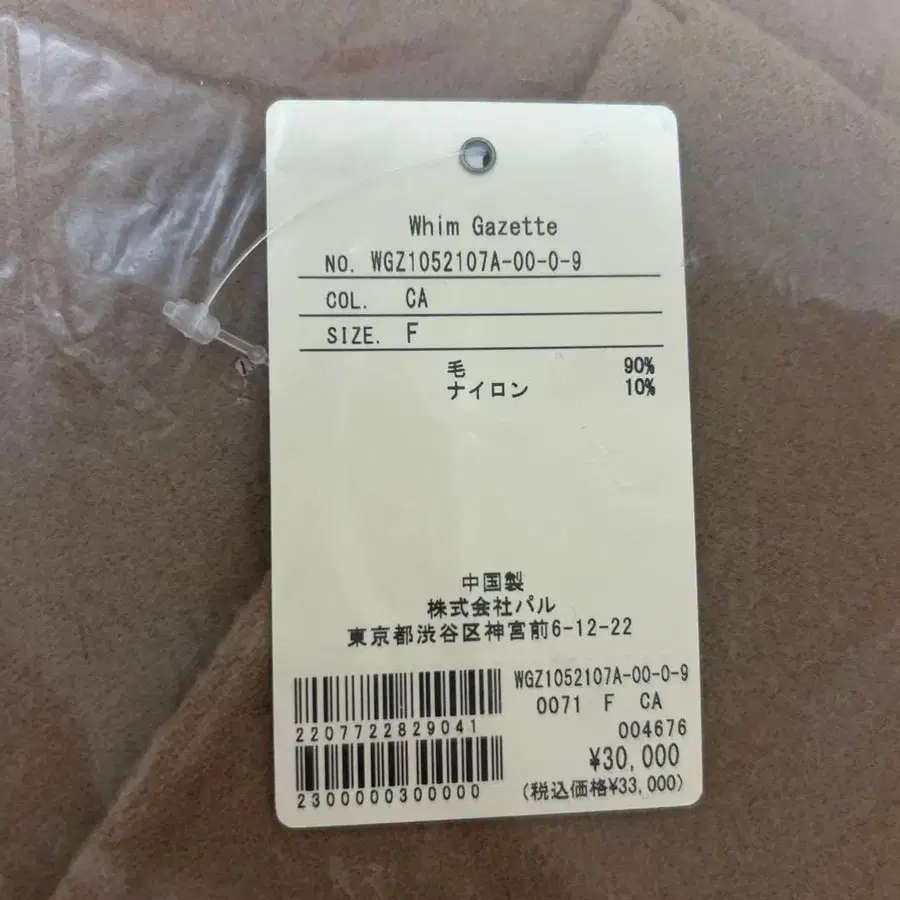 Whim Gazette
NO. WGZ1052107A-00-0-9
COL. CA
SIZE. F
毛 90%
ナイロン 10%
中国製
株式会社パル
東京都渋谷区神宮前6-12-22
WGZ1052107A-00-0-9
0071 F CA
2207722829041
004676
¥30,000
2300000300000
(税込価格¥33,000)